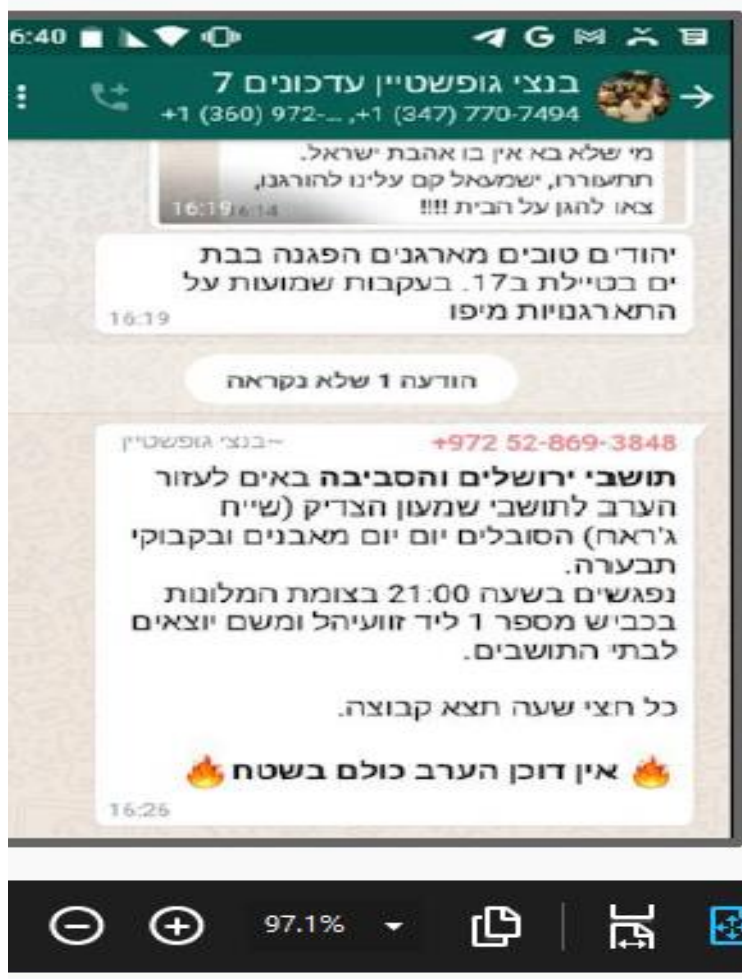 6:40
בנצי גופשטיין עדכונים 7
+1 (360) 972-... ,+1 (347) 770-7494
מי שלא בא אין בו אהבת ישראל.
תתעוררו, ישמעאל קם עלינו להורגנו,
צאו להגן על הבית !!!!
16:14
16:19
יהודים טובים מארגנים הפגנה בבת
ים בטיילת ב17. בעקבות שמועות על
התארגנויות מיפו
16:19
הודעה 1 שלא נקראה
+972 52-869-3848
~בנצי גופשטיין
תושבי ירושלים והסביבה באים לעזור
הערב לתושבי שמעון הצדיק (שייח
ג'ראח) הסובלים יום יום מאבנים ובקבוקי
תבערה.
נפגשים בשעה 21:00 בצומת המלונות
בכביש מספר 1 ליד זוועיהל ומשם יוצאים
לבתי התושבים.
כל חצי שעה תצא קבוצה.
🔥 אין דוכן הערב כולם בשטח 🔥
16:26
97.1%